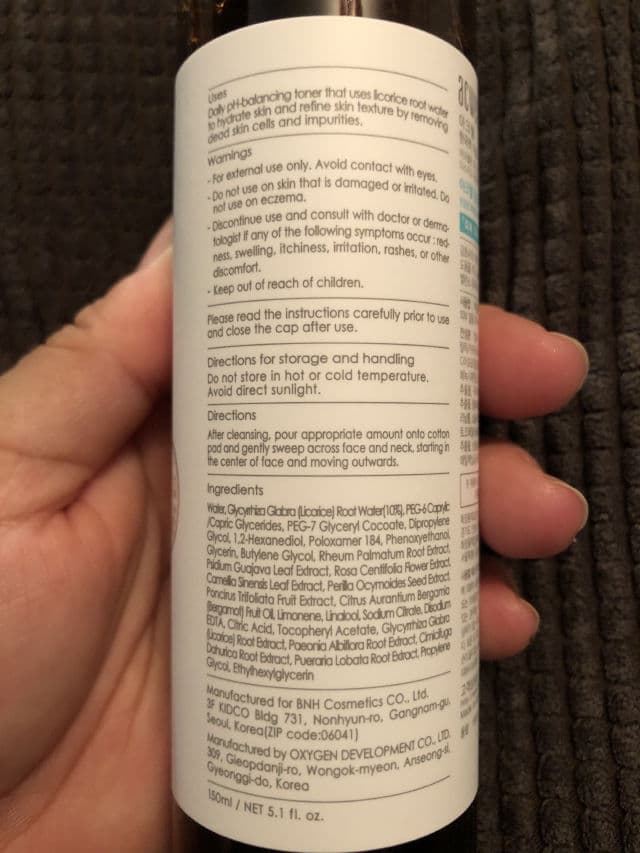 Uses
Daily pH-balancing toner that uses licorice root water
to hydrate skin and refine skin texture by removing
dead skin cells and impurities.
Warnings
- For external use only. Avoid contact with eyes.
- Do not use on skin that is damaged or irritated. Do
not use on eczema.
- Discontinue use and consult with doctor or derma-
tologist if any of the following symptoms occur : red-
ness, swelling, itchiness, irritation, rashes, or other
discomfort.
- Keep out of reach of children.
Please read the instructions carefully prior to use
and close the cap after use.
Directions for storage and handling
Do not store in hot or cold temperature.
Avoid direct sunlight.
Directions
After cleansing, pour appropriate amount onto cotton
pad and gently sweep across face and neck, starting in
the center of face and moving outwards.
Ingredients
Water, Glycyrrhiza Glabra (Licorice) Root Water(10%), PEG-6 Caprylic
/Capric Glycerides, PEG-7 Glyceryl Cocoate, Dipropylene
Glycol, 1,2-Hexanediol, Poloxamer 184, Phenoxyethanol,
Glycerin, Butylene Glycol, Rheum Palmatum Root Extract,
Psidium Guajava Leaf Extract, Rosa Centifolia Flower Extract,
Camellia Sinensis Leaf Extract, Perilla Ocymoides Seed Extract,
Poncirus Trifoliata Fruit Extract, Citrus Aurantium Bergamia
(Bergamot) Fruit Oil, Limonene, Linalool, Sodium Citrate, Disodium
EDTA, Citric Acid, Tocopheryl Acetate, Glycyrrhiza Glabra
(Licorice) Root Extract, Paeonia Albiflora Root Extract, Cimicifuga
Dahurica Root Extract, Pueraria Lobata Root Extract, Propylene
Glycol, Ethylhexylglycerin
Manufactured for BNH Cosmetics CO., Ltd.
3F KIDCO Bldg 731, Nonhyun-ro, Gangnam-gu,
Seoul, Korea(ZIP code:06041)
Manufactured by OXYGEN DEVELOPMENT CO., LTD.
309, Gieopdanji-ro, Wongok-myeon, Anseong-si,
Gyeonggi-do, Korea
150ml / NET 5.1 fl. oz.